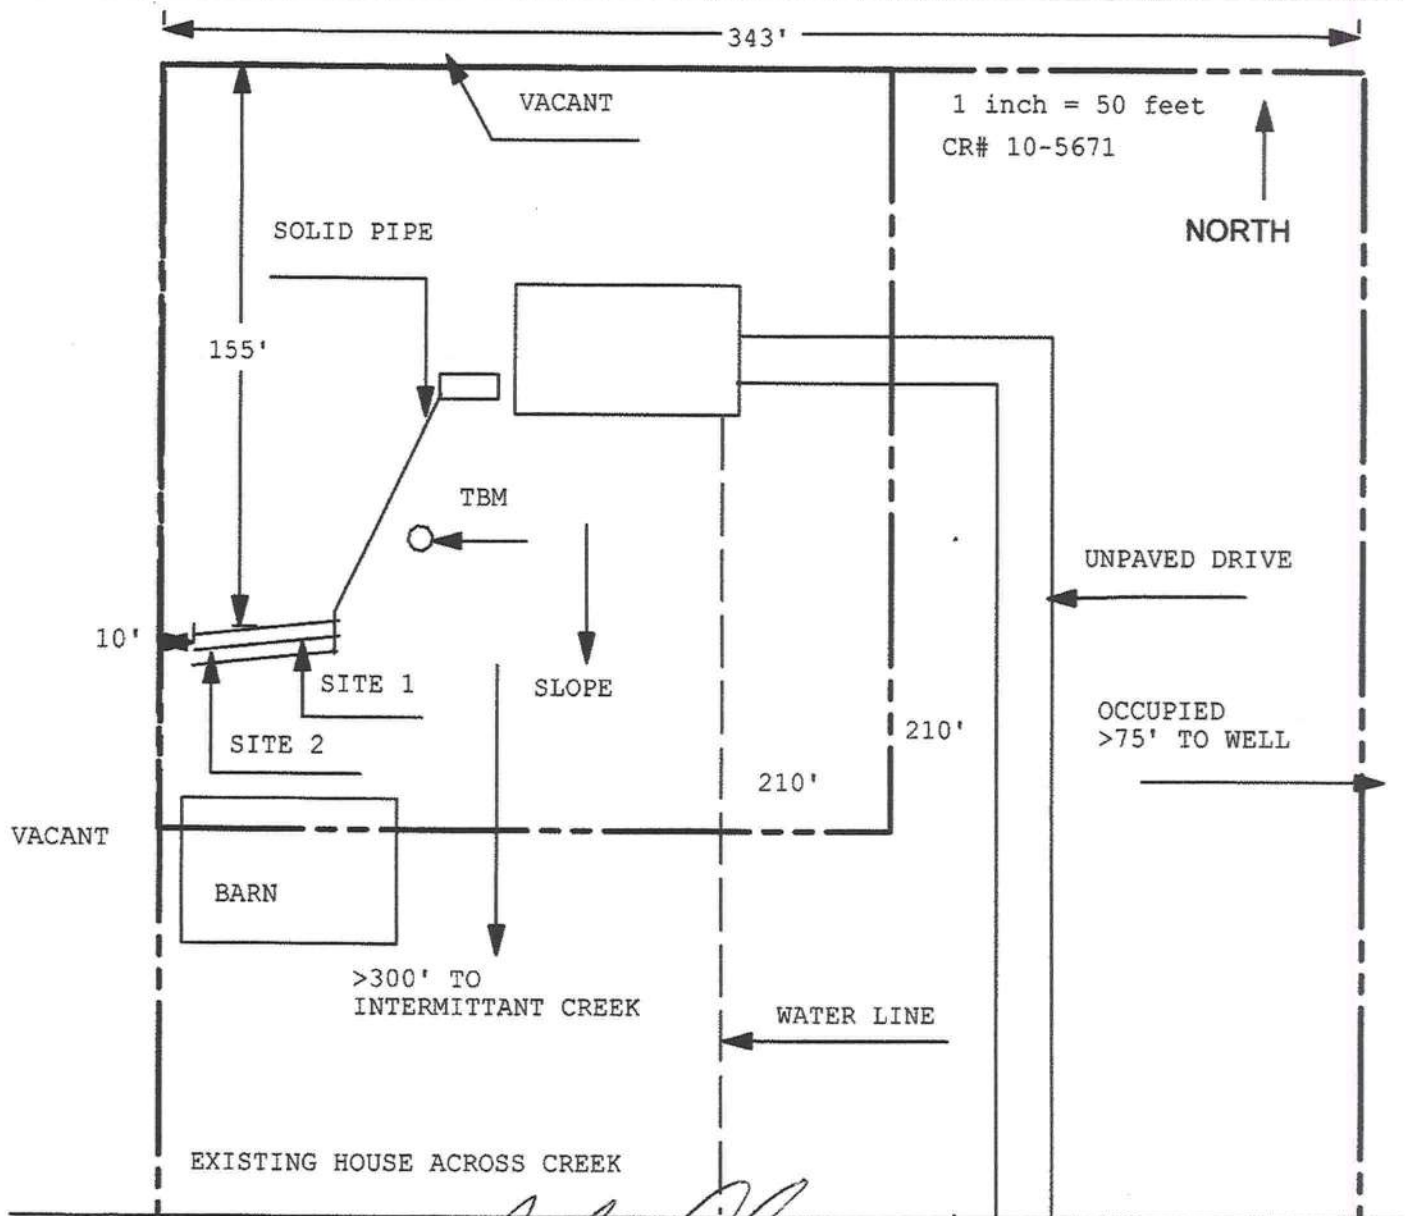 343'
VACANT
1 inch = 50 feet
CR# 10-5671
NORTH
SOLID PIPE
155'
TBM
UNPAVED DRIVE
10'
SITE 1
SLOPE
SITE 2
210'
210'
OCCUPIED
>75' TO WELL
VACANT
BARN
>300' TO
INTERMITTANT CREEK
WATER LINE
EXISTING HOUSE ACROSS CREEK